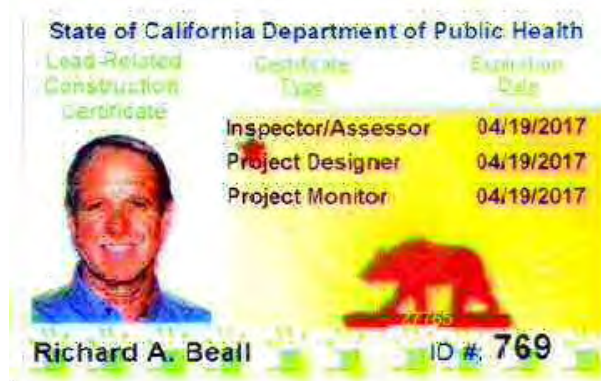 State of California Department of Public Health
Lead-Related Certificate Expiration
Construction Type Date
Certificate
Inspector/Assessor 04/19/2017
Project Designer 04/19/2017
Project Monitor 04/19/2017
Richard A. Beall ID #: 769